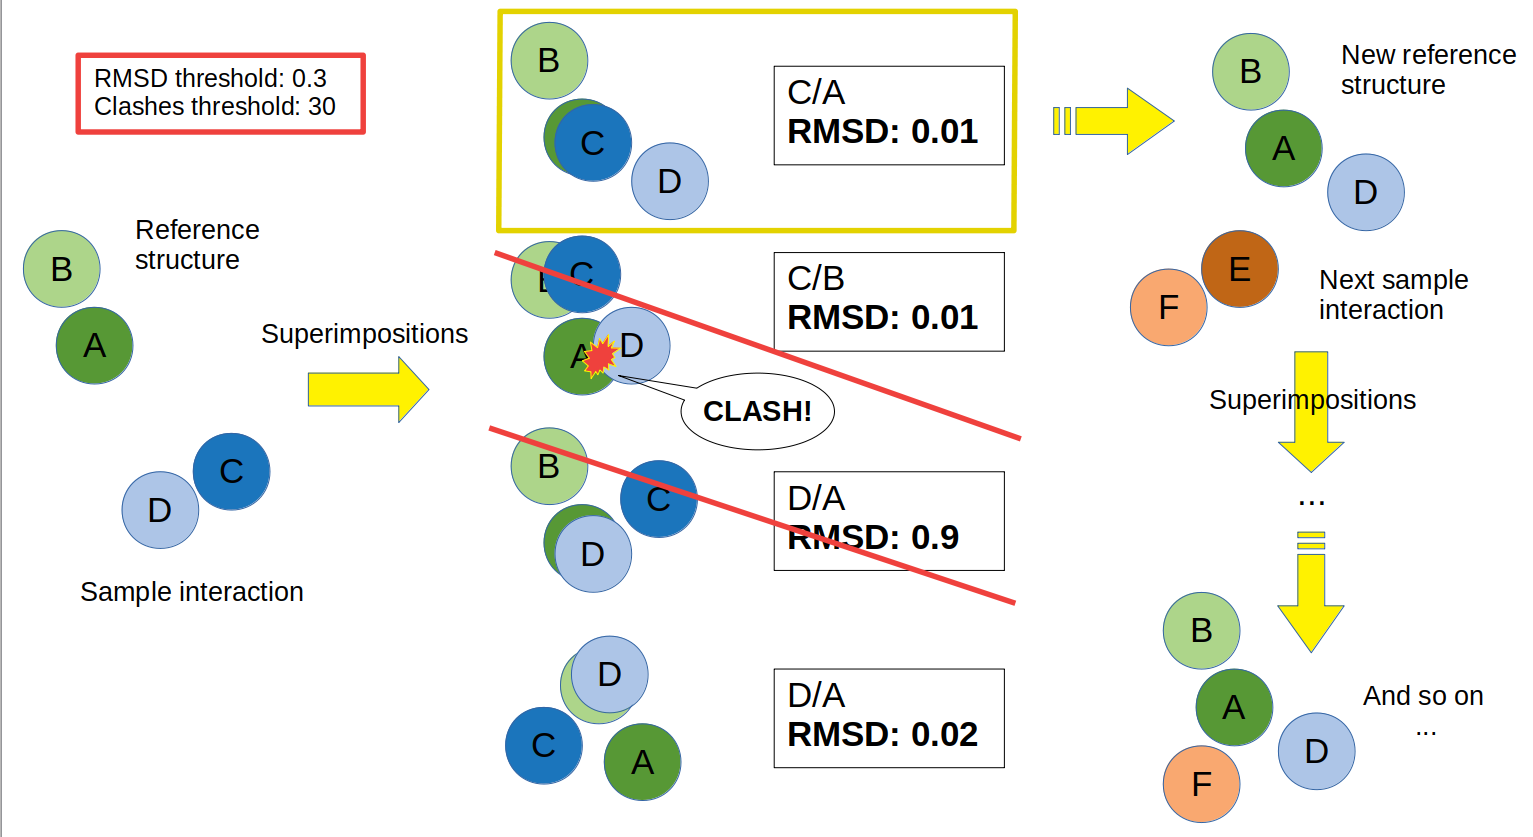 RMSD threshold: 0.3
Clashes threshold: 30
Reference
structure
B
A
Superimpositions
C
D
Sample interaction
B
C
D
C/A
RMSD: 0.01
B
C
A
D
C/B
RMSD: 0.01
CLASH!
B
C
D
D/A
RMSD: 0.9
D
C
A
D/A
RMSD: 0.02
New reference
structure
B
A
D
E
F
Next sample
interaction
Superimpositions
...
B
A
D
F
And so on
...